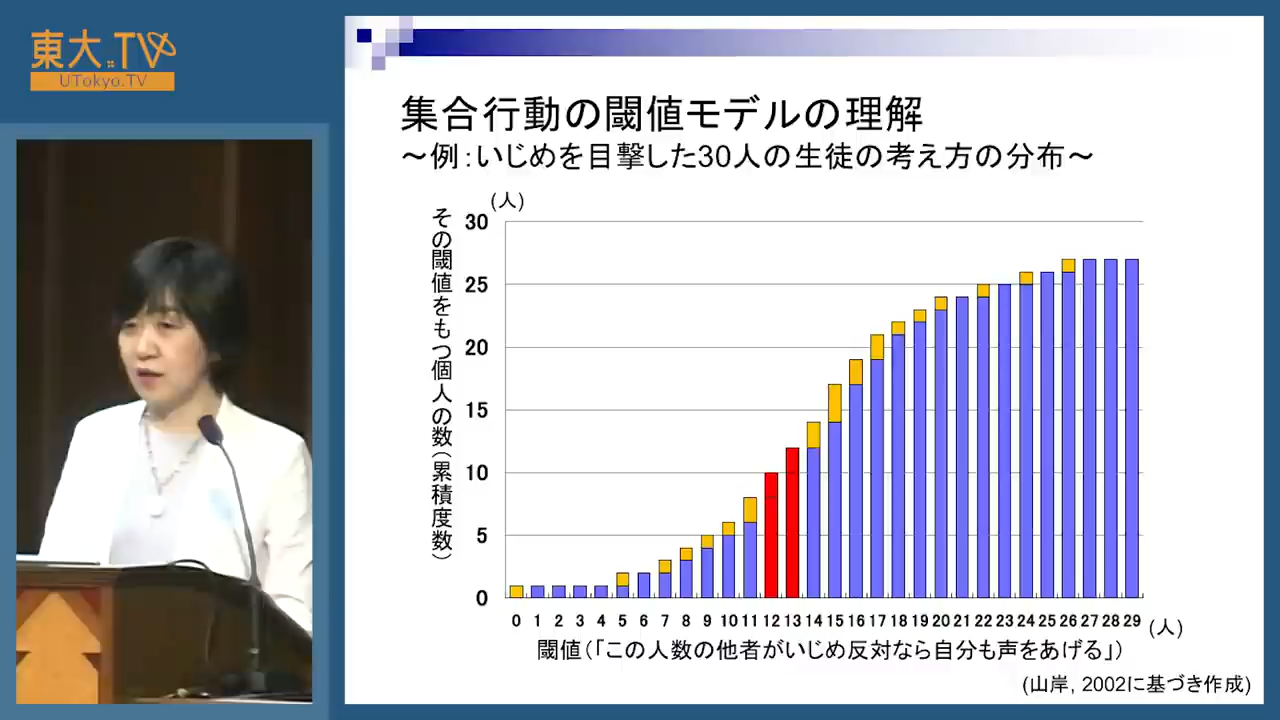 東大.TV
UTokyo.TV
集合行動の閾値モデルの理解
～例：いじめを目撃した30人の生徒の考え方の分布～
(人)
その閾値をもつ個人の数(累積度数)
30
25
20
15
10
5
0
0 1 2 3 4 5 6 7 8 9 10 11 12 13 14 15 16 17 18 19 20 21 22 23 24 25 26 27 28 29
(人)
閾値(「この人数の他者がいじめ反対なら自分も声をあげる」)
(山岸, 2002に基づき作成)